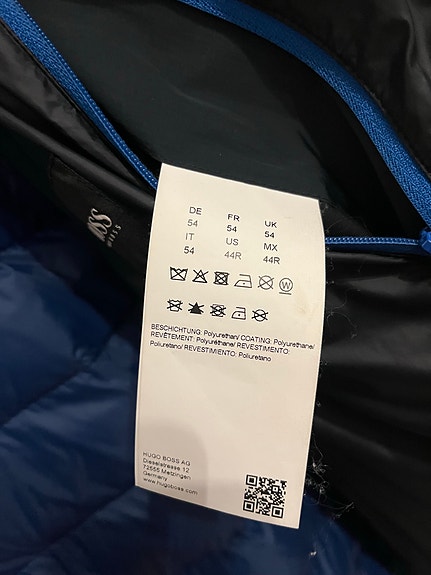 DE FR UK
54 54 54
IT US MX
54 44R 44R
W
BESCHICHTUNG: Polyurethan/ COATING: Polyurethane/
REVÊTEMENT: Polyuréthane/ REVESTIMENTO:
Poliuretano/ REVESTIMIENTO: Poliuretano
HUGO BOSS AG
Dieselstrasse 12
72555 Metzingen
Germany
www.hugoboss.com